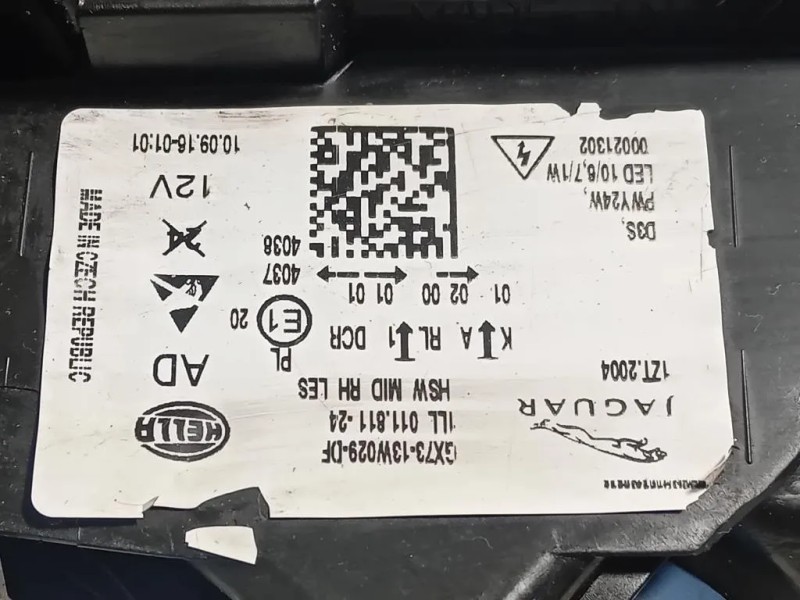 JAGUAR
GX73-13W029-DF
1LL 011.811-24
HSW MID RH LES
HELLA
1ZT.2004
AD
K A RL 1 DCR
PL
E1
20
01 02 00 01 01
4037
4038
12V
10.09.16-01:01
D3S,
PWY24W,
LED 10/8,7/1W
00021302
MADE IN CZECH REPUBLIC